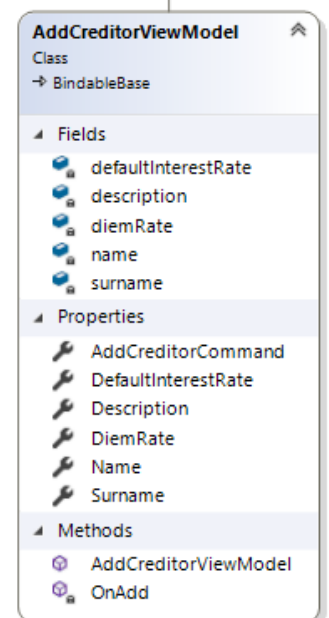 AddCreditorViewModel
Class
BindableBase
Fields
defaultInterestRate
description
diemRate
name
surname
Properties
AddCreditorCommand
DefaultInterestRate
Description
DiemRate
Name
Surname
Methods
AddCreditorViewModel
OnAdd